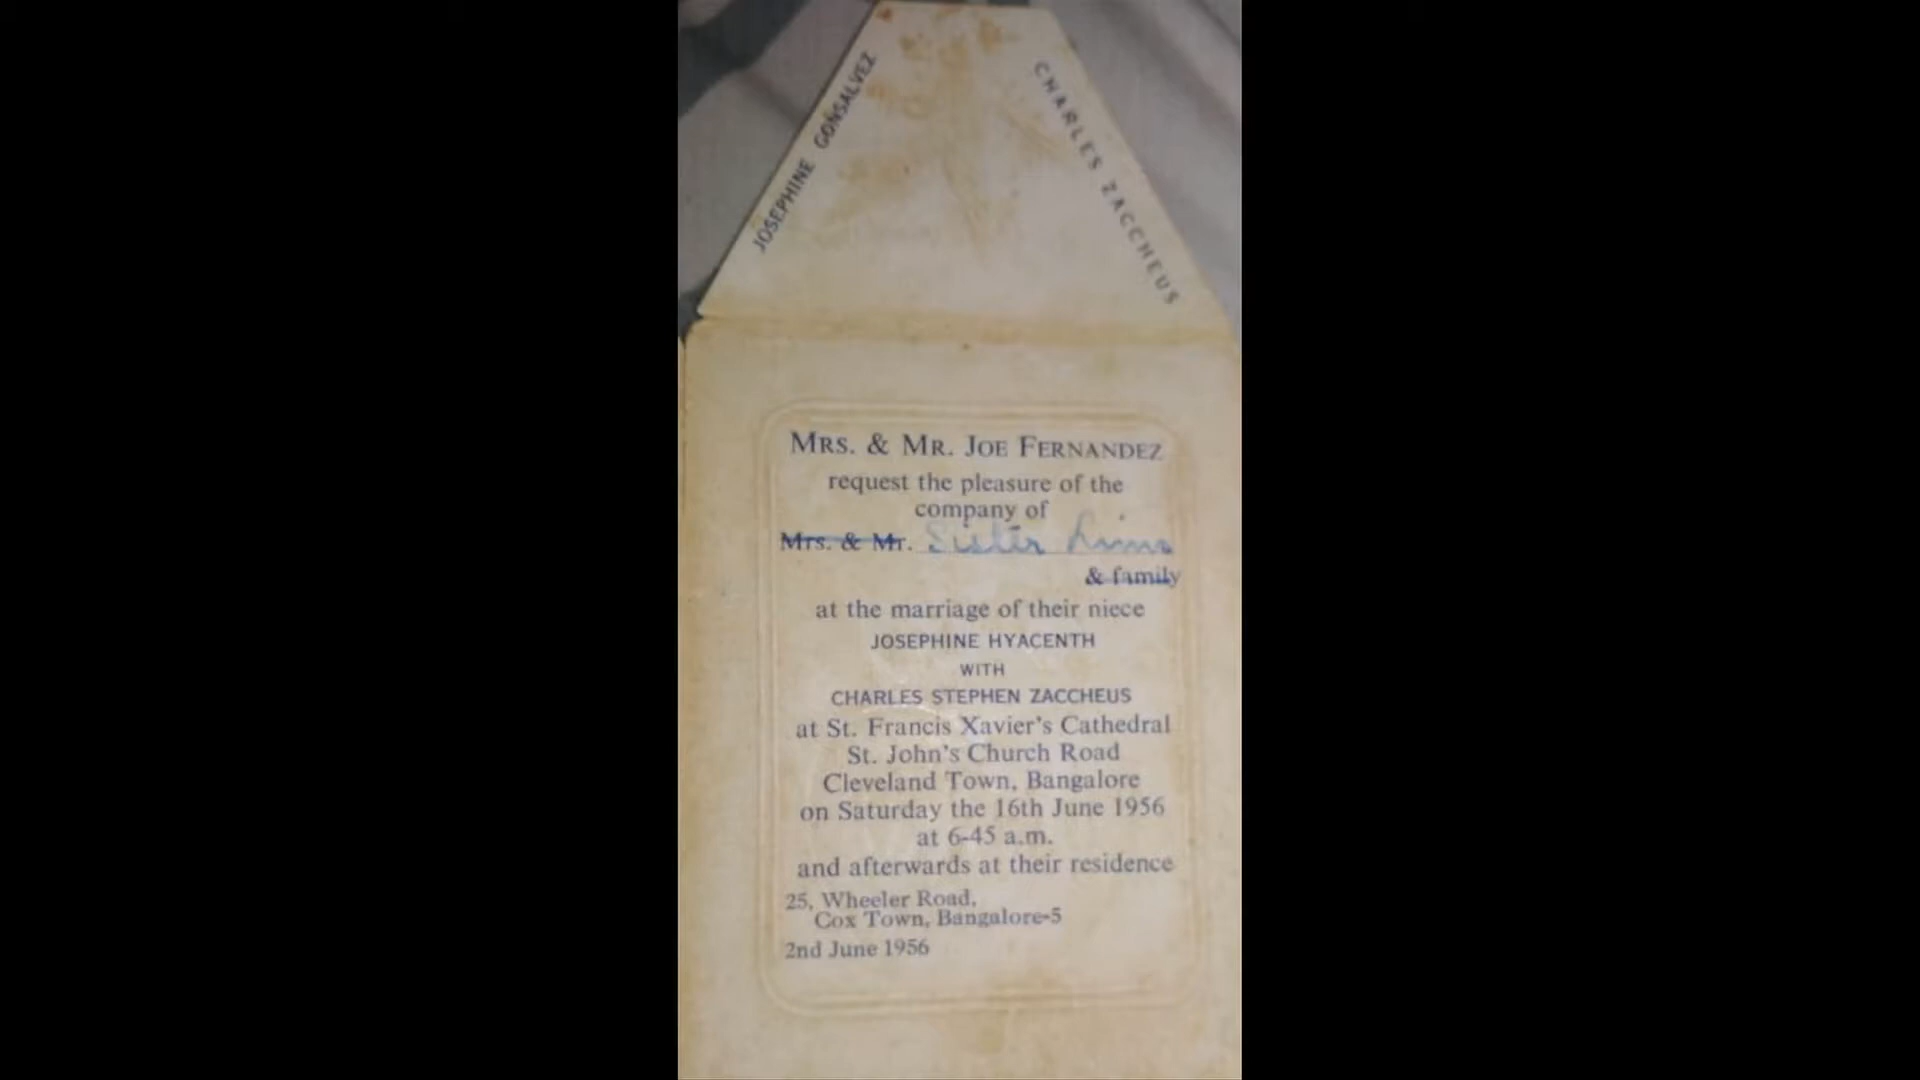 JOSEPHINE GONSALVEZ
CHARLES ZACCHEUS
MRS. & MR. JOE FERNANDEZ
request the pleasure of the
company of
Mrs. & Mr. Sister
& family
at the marriage of their niece
JOSEPHINE HYACENTH
WITH
CHARLES STEPHEN ZACCHEUS
at St. Francis Xavier's Cathedral
St. John's Church Road
Cleveland Town, Bangalore
on Saturday the 16th June 1956
at 6-45 a.m.
and afterwards at their residence
25, Wheeler Road,
Cox Town, Bangalore-5
2nd June 1956